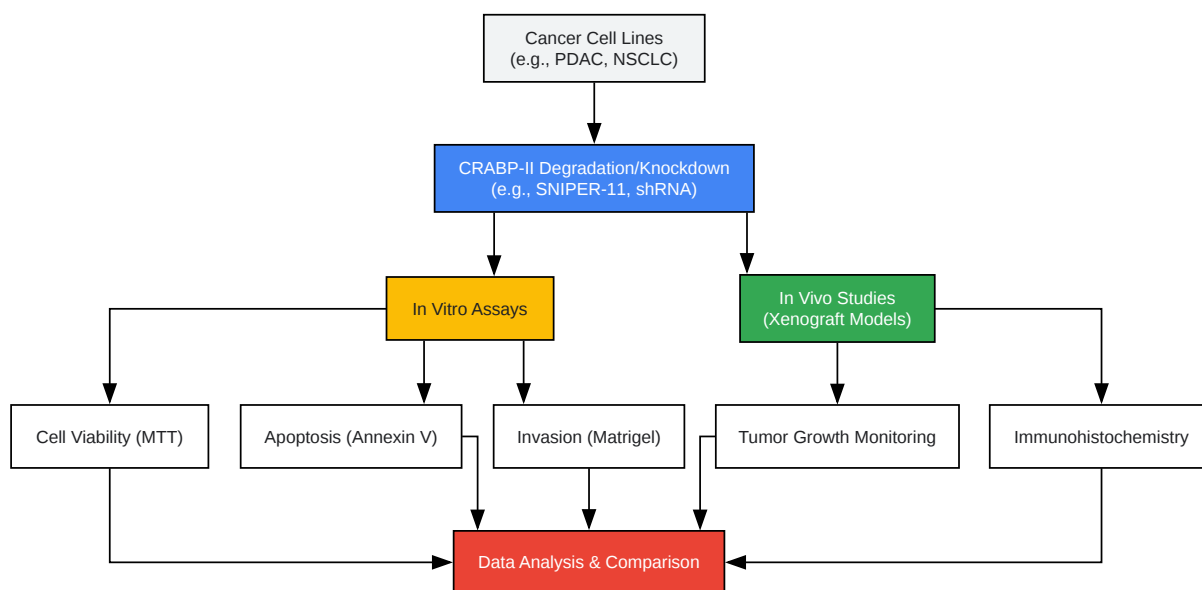 Cancer Cell Lines
(e.g., PDAC, NSCLC)
CRABP-II Degradation/Knockdown
(e.g., SNIPER-11, shRNA)
In Vitro Assays
In Vivo Studies
(Xenograft Models)
Cell Viability (MTT)
Apoptosis (Annexin V)
Invasion (Matrigel)
Tumor Growth Monitoring
Immunohistochemistry
Data Analysis & Comparison